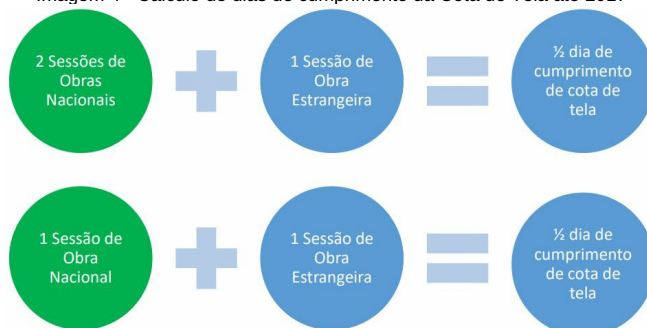 2 Sessões de
Obras
Nacionais
1 Sessão de
Obra
Estrangeira
½ dia de
cumprimento
de cota de
tela
1 Sessão de
Obra
Nacional
1 Sessão de
Obra
Estrangeira
½ dia de
cumprimento
de cota de
tela